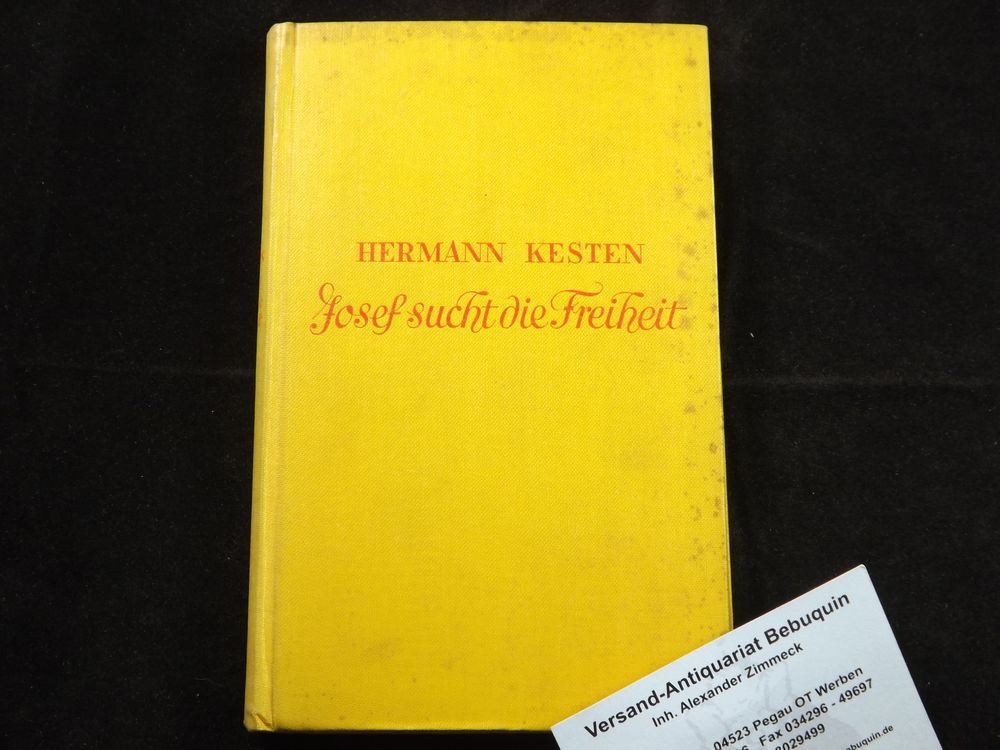 HERMANN KESTEN
Josef sucht die Freiheit
Versand-Antiquariat Bebuquin
Inh. Alexander Zimmeck
04523 Pegau OT Werben
Fax 034296 - 49697